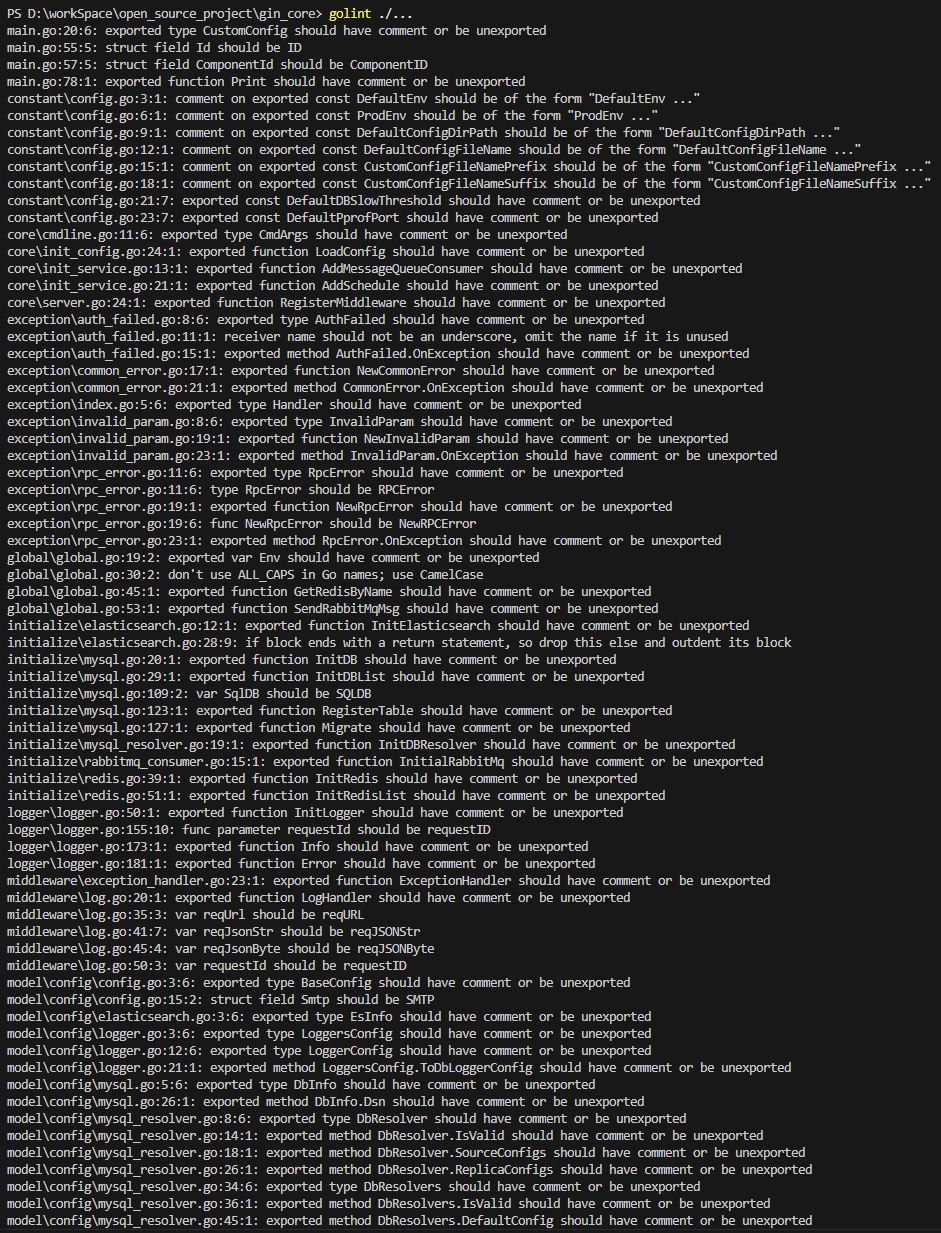 PS D:\workSpace\open_source_project\gin_core> golint ./...
main.go:20:6: exported type CustomConfig should have comment or be unexported
main.go:55:5: struct field Id should be ID
main.go:57:5: struct field ComponentId should be ComponentID
main.go:78:1: exported function Print should have comment or be unexported
constant\config.go:3:1: comment on exported const DefaultEnv should be of the form "DefaultEnv ..."
constant\config.go:6:1: comment on exported const ProdEnv should be of the form "ProdEnv ..."
constant\config.go:9:1: comment on exported const DefaultConfigDirPath should be of the form "DefaultConfigDirPath ..."
constant\config.go:12:1: comment on exported const DefaultConfigFileName should be of the form "DefaultConfigFileName ..."
constant\config.go:15:1: comment on exported const CustomConfigFileNamePrefix should be of the form "CustomConfigFileNamePrefix ..."
constant\config.go:18:1: comment on exported const CustomConfigFileNameSuffix should be of the form "CustomConfigFileNameSuffix ..."
constant\config.go:21:7: exported const DefaultDBSlowThreshold should have comment or be unexported
constant\config.go:23:7: exported const DefaultPprofPort should have comment or be unexported
core\cmdline.go:11:6: exported type CmdArgs should have comment or be unexported
core\init_config.go:24:1: exported function LoadConfig should have comment or be unexported
core\init_service.go:13:1: exported function AddMessageQueueConsumer should have comment or be unexported
core\init_service.go:21:1: exported function AddSchedule should have comment or be unexported
core\server.go:24:1: exported function RegisterMiddleware should have comment or be unexported
exception\auth_failed.go:8:6: exported type AuthFailed should have comment or be unexported
exception\auth_failed.go:11:1: receiver name should not be an underscore, omit the name if it is unused
exception\auth_failed.go:15:1: exported method AuthFailed.OnException should have comment or be unexported
exception\common_error.go:17:1: exported function NewCommonError should have comment or be unexported
exception\common_error.go:21:1: exported method CommonError.OnException should have comment or be unexported
exception\index.go:5:6: exported type Handler should have comment or be unexported
exception\invalid_param.go:8:6: exported type InvalidParam should have comment or be unexported
exception\invalid_param.go:19:1: exported function NewInvalidParam should have comment or be unexported
exception\invalid_param.go:23:1: exported method InvalidParam.OnException should have comment or be unexported
exception\rpc_error.go:11:6: exported type RpcError should have comment or be unexported
exception\rpc_error.go:11:6: type RpcError should be RPCError
exception\rpc_error.go:19:1: exported function NewRpcError should have comment or be unexported
exception\rpc_error.go:19:6: func NewRpcError should be NewRPCError
exception\rpc_error.go:23:1: exported method RpcError.OnException should have comment or be unexported
global\global.go:19:2: exported var Env should have comment or be unexported
global\global.go:30:2: don't use ALL_CAPS in Go names; use CamelCase
global\global.go:45:1: exported function GetRedisByName should have comment or be unexported
global\global.go:53:1: exported function SendRabbitMqMsg should have comment or be unexported
initialize\elasticsearch.go:12:1: exported function InitElasticsearch should have comment or be unexported
initialize\elasticsearch.go:28:9: if block ends with a return statement, so drop this else and outdent its block
initialize\mysql.go:20:1: exported function InitDB should have comment or be unexported
initialize\mysql.go:29:1: exported function InitDBList should have comment or be unexported
initialize\mysql.go:109:2: var SqlDB should be SQLDB
initialize\mysql.go:123:1: exported function RegisterTable should have comment or be unexported
initialize\mysql.go:127:1: exported function Migrate should have comment or be unexported
initialize\mysql_resolver.go:19:1: exported function InitDBResolver should have comment or be unexported
initialize\rabbitmq_consumer.go:15:1: exported function InitialRabbitMq should have comment or be unexported
initialize\redis.go:39:1: exported function InitRedis should have comment or be unexported
initialize\redis.go:51:1: exported function InitRedisList should have comment or be unexported
logger\logger.go:50:1: exported function InitLogger should have comment or be unexported
logger\logger.go:155:10: func parameter requestId should be requestID
logger\logger.go:173:1: exported function Info should have comment or be unexported
logger\logger.go:181:1: exported function Error should have comment or be unexported
middleware\exception_handler.go:23:1: exported function ExceptionHandler should have comment or be unexported
middleware\log.go:20:1: exported function LogHandler should have comment or be unexported
middleware\log.go:35:3: var reqUrl should be reqURL
middleware\log.go:41:7: var reqJsonStr should be reqJSONStr
middleware\log.go:45:4: var reqJsonByte should be reqJSONByte
middleware\log.go:50:3: var requestId should be requestID
model\config\config.go:3:6: exported type BaseConfig should have comment or be unexported
model\config\config.go:15:2: struct field Smtp should be SMTP
model\config\elasticsearch.go:3:6: exported type EsInfo should have comment or be unexported
model\config\logger.go:3:6: exported type LoggersConfig should have comment or be unexported
model\config\logger.go:12:6: exported type LoggerConfig should have comment or be unexported
model\config\logger.go:21:1: exported method LoggersConfig.ToDbLoggerConfig should have comment or be unexported
model\config\mysql.go:5:6: exported type DbInfo should have comment or be unexported
model\config\mysql.go:26:1: exported method DbInfo.Dsn should have comment or be unexported
model\config\mysql_resolver.go:8:6: exported type DbResolver should have comment or be unexported
model\config\mysql_resolver.go:14:1: exported method DbResolver.IsValid should have comment or be unexported
model\config\mysql_resolver.go:18:1: exported method DbResolver.SourceConfigs should have comment or be unexported
model\config\mysql_resolver.go:26:1: exported method DbResolver.ReplicaConfigs should have comment or be unexported
model\config\mysql_resolver.go:34:6: exported type DbResolvers should have comment or be unexported
model\config\mysql_resolver.go:36:1: exported method DbResolvers.IsValid should have comment or be unexported
model\config\mysql_resolver.go:45:1: exported method DbResolvers.DefaultConfig should have comment or be unexported